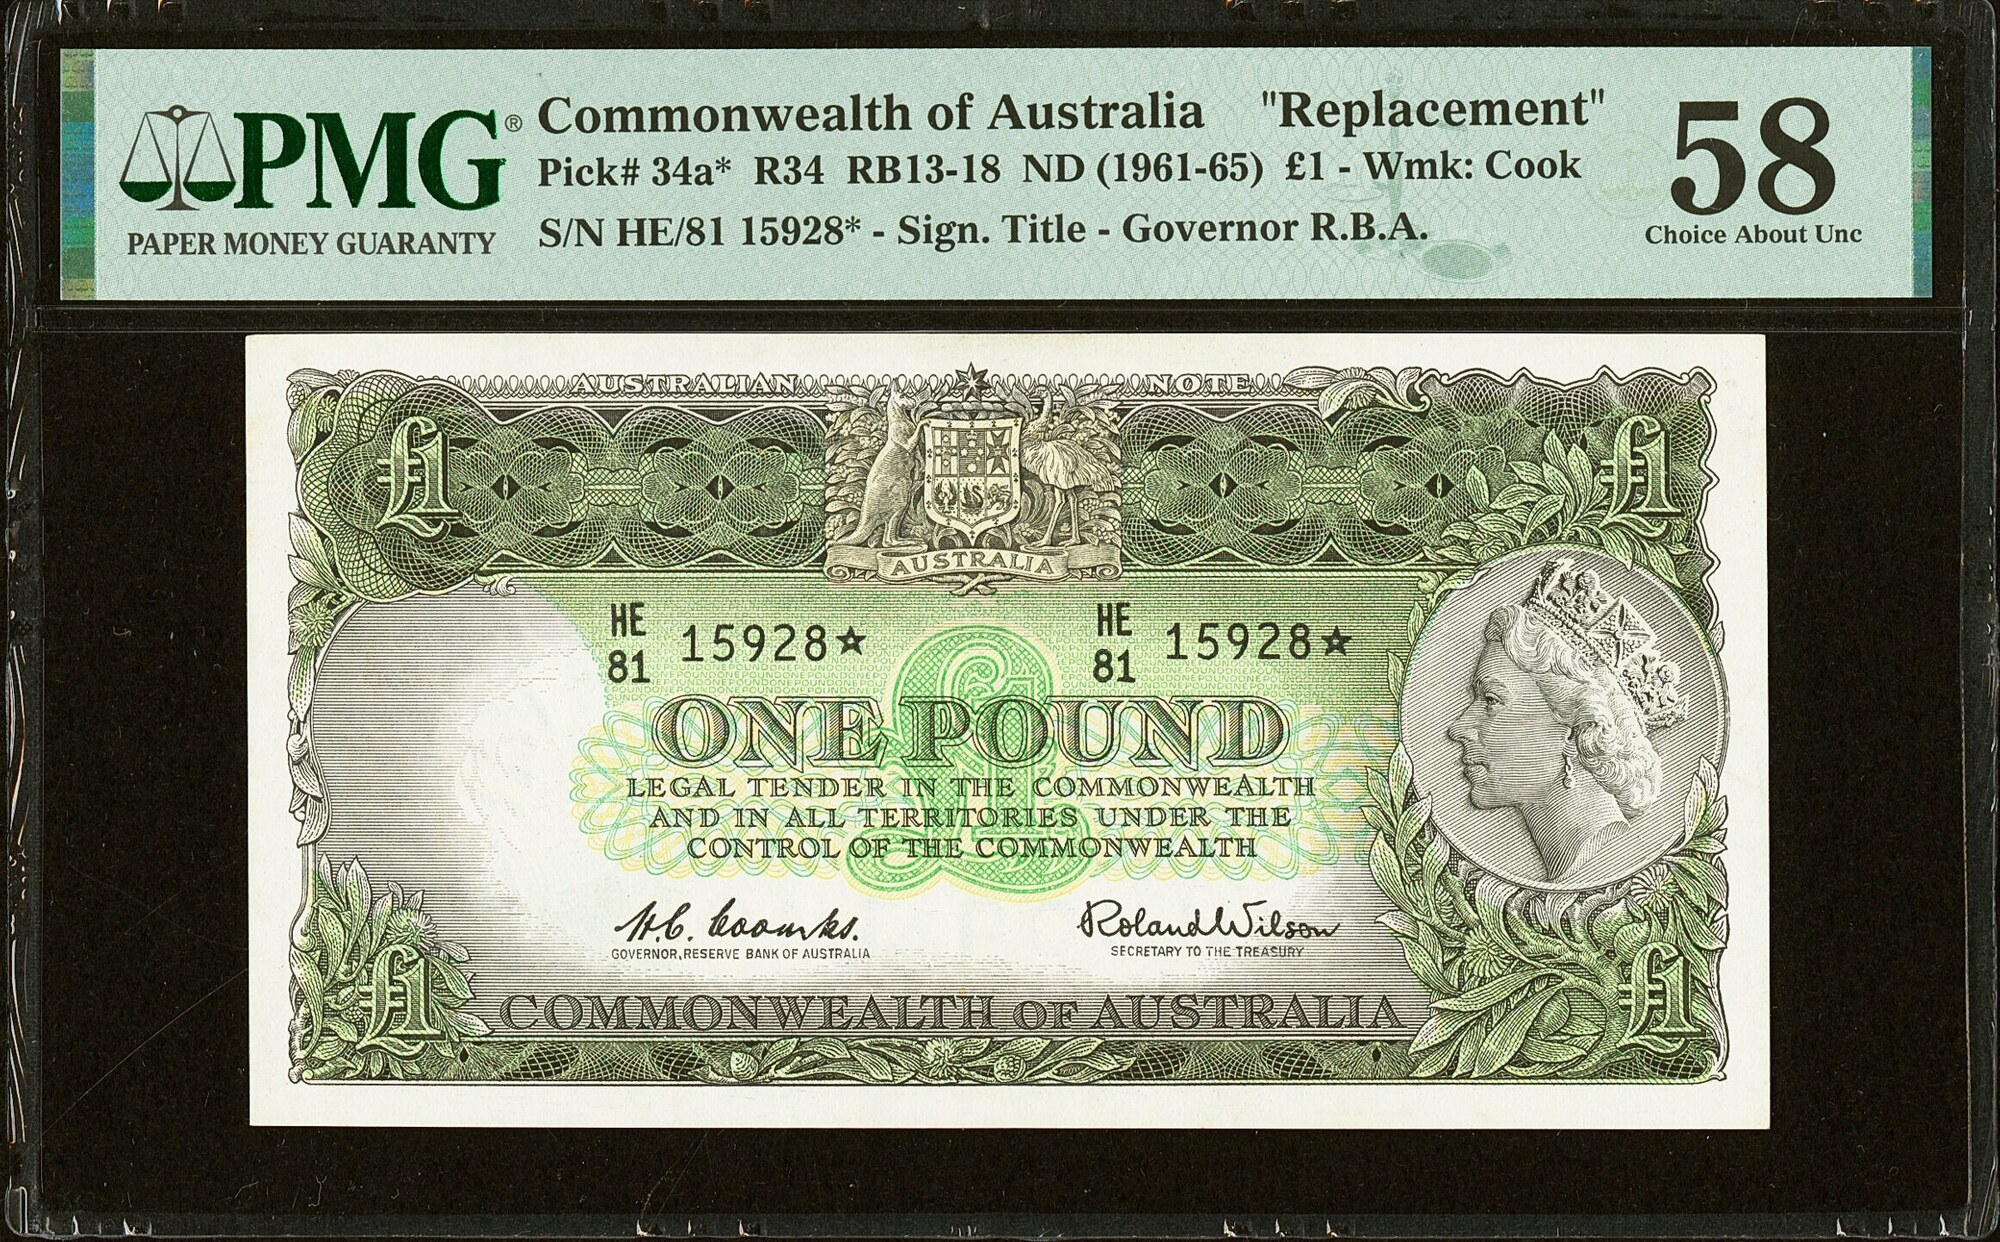 PMG® Commonwealth of Australia "Replacement" 58
Pick# 34a* R34 RB13-18 ND (1961-65) £1 - Wmk: Cook
PAPER MONEY GUARANTY S/N HE/81 15928* - Sign. Title - Governor R.B.A. Choice About Unc
AUSTRALIAN NOTE
£1 £1
AUSTRALIA
HE 81 15928☆ HE 81 15928☆
£1
ONE POUND
LEGAL TENDER IN THE COMMONWEALTH
AND IN ALL TERRITORIES UNDER THE
CONTROL OF THE COMMONWEALTH
H.C. Coombs. Roland Wilson
GOVERNOR, RESERVE BANK OF AUSTRALIA SECRETARY TO THE TREASURY
£1 £1
COMMONWEALTH OF AUSTRALIA